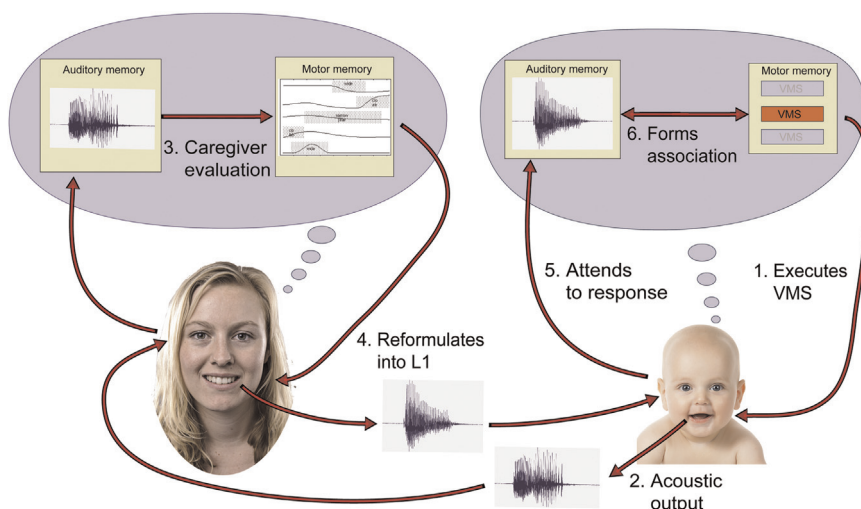 Auditory memory
Motor memory
3. Caregiver
evaluation
Auditory memory
Motor memory
VMS
VMS
VMS
6. Forms
association
5. Attends
to response
1. Executes
VMS
4. Reformulates
into L1
2. Acoustic
output